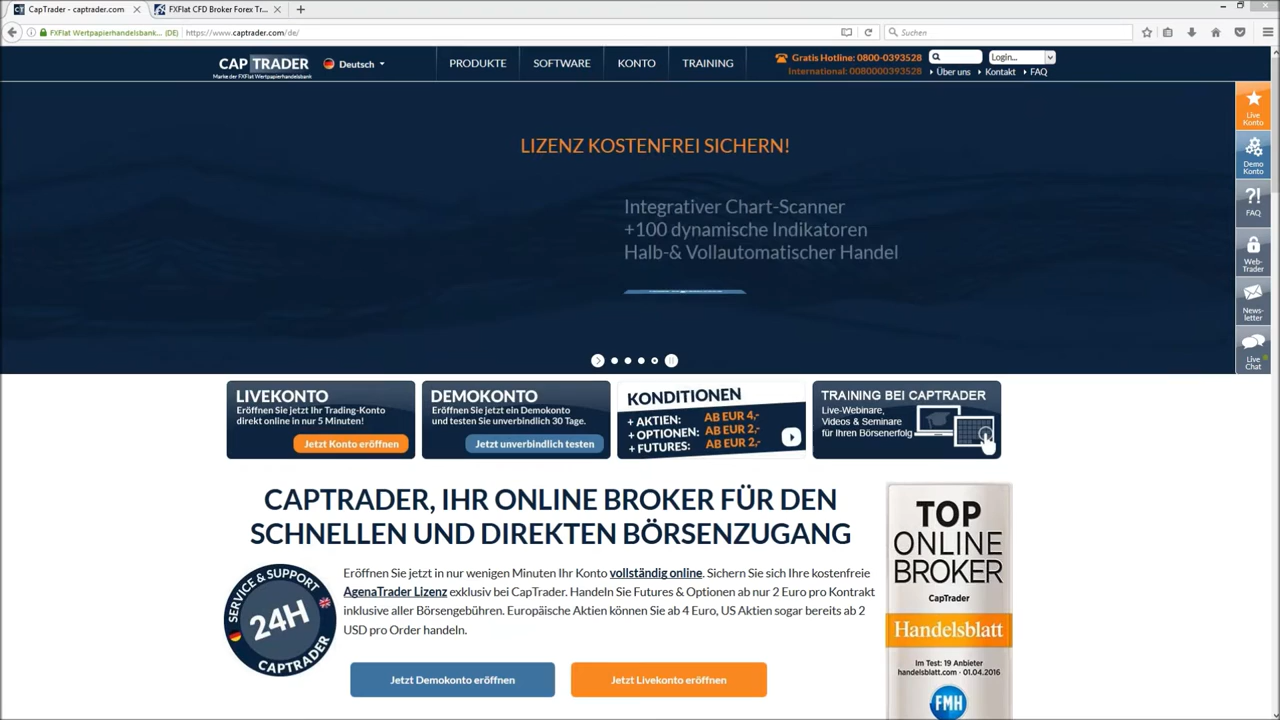 CapTrader - captrader.com
FXFlat CFD Broker Forex Tr...
FXFlat Wertpapierhandelsbank... (DE)
https://www.captrader.com/de/
Suchen
CAP TRADER
Marke der FXFlat Wertpapierhandelsbank
Deutsch
PRODUKTE
SOFTWARE
KONTO
TRAINING
Gratis Hotline: 0800-0393528
International: 0080000393528
Login...
Über uns
Kontakt
FAQ
LIZENZ KOSTENFREI SICHERN!
Integrativer Chart-Scanner
+100 dynamische Indikatoren
Halb-& Vollautomatischer Handel
Live
Konto
Demo
Konto
?!
FAQ
Web-
Trader
News-
letter
Live
Chat
LIVEKONTO
Eröffnen Sie jetzt Ihr Trading-Konto
direkt online in nur 5 Minuten!
Jetzt Konto eröffnen
DEMOKONTO
Eröffnen Sie jetzt ein Demokonto
und testen Sie unverbindlich 30 Tage.
Jetzt unverbindlich testen
KONDITIONEN
+ AKTIEN: AB EUR 4,-
+ OPTIONEN: AB EUR 2,-
+ FUTURES: AB EUR 2,-
TRAINING BEI CAPTRADER
Live-Webinare,
Videos & Seminare
für Ihren Börsenerfolg
CAPTRADER, IHR ONLINE BROKER FÜR DEN
SCHNELLEN UND DIREKTEN BÖRSENZUGANG
SERVICE & SUPPORT
24H
CAPTRADER
Eröffnen Sie jetzt in nur wenigen Minuten Ihr Konto vollständig online. Sichern Sie sich Ihre kostenfreie
AgenaTrader Lizenz exklusiv bei CapTrader. Handeln Sie Futures & Optionen ab nur 2 Euro pro Kontrakt
inklusive aller Börsengebühren. Europäische Aktien können Sie ab 4 Euro, US Aktien sogar bereits ab 2
USD pro Order handeln.
Jetzt Demokonto eröffnen
Jetzt Livekonto eröffnen
TOP
ONLINE
BROKER
CapTrader
Handelsblatt
Im Test: 19 Anbieter
handelsblatt.com - 01.04.2016
FMH